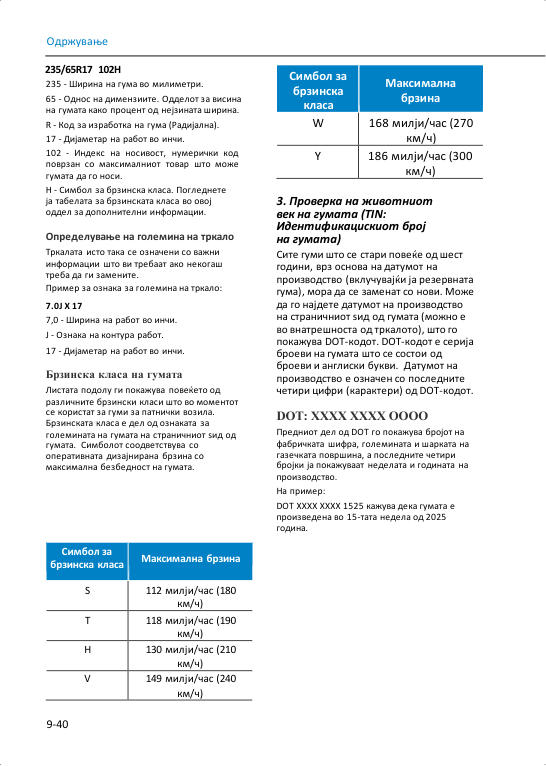 Одржување
235/65R17 102H
235 - Ширина на гума во милиметри.
65 - Однос на димензиите. Одделот за висина
на гумата како процент од нејзината ширина.
R - Код за изработка на гума (Радијална).
17 - Дијаметар на работ во инчи.
102 - Индекс на носивост, нумерички код
поврзан со максималниот товар што може
гумата да го носи.
H - Симбол за брзинска класа. Погледнете
ја табелата за брзинската класа во овој
оддел за дополнителни информации.
Определување на големина на тркало
Тркалата исто така се означени со важни
информации што ви требаат ако некогаш
треба да ги замените.
Пример за ознака за големина на тркало:
7.0J X 17
7,0 - Ширина на работ во инчи.
J - Ознака на контура работ.
17 - Дијаметар на работ во инчи.
Брзинска класа на гумата
Листата подолу ги покажува повеќето од
различните брзински класи што во моментот
се користат за гуми за патнички возила.
Брзинската класа е дел од ознаката за
големината на гумата на страничниот ѕид од
гумата. Симболот соодветствува со
оперативната дизајнирана брзина со
максимална безбедност на гумата.
Симбол за
брзинска класа
Максимална брзина
S
112 милји/час (180
км/ч)
T
118 милји/час (190
км/ч)
H
130 милји/час (210
км/ч)
V
149 милји/час (240
км/ч)
Симбол за
брзинска
класа
Максимална
брзина
W
168 милји/час (270
км/ч)
Y
186 милји/час (300
км/ч)
3. Проверка на животниот
век на гумата (TIN:
Идентификацискиот број
на гумата)
Сите гуми што се стари повеќе од шест
години, врз основа на датумот на
производство (вклучувајќи ја резервната
гума), мора да се заменат со нови. Може
да го најдете датумот на производство
на страничниот ѕид од гумата (можно е
во внатрешноста од тркалото), што го
покажува DOT-кодот. DOT-кодот е серија
броеви на гумата што се состои од
броеви и англиски букви. Датумот на
производство е означен со последните
четири цифри (карактери) од DOT-кодот.
DOT: XXXX XXXX OOOO
Предниот дел од DOT го покажува бројот на
фабричката шифра, големината и шарката на
газечката површина, а последните четири
бројки ја покажуваат неделата и годината на
производство.
На пример:
DOT XXXX XXXX 1525 кажува дека гумата е
произведена во 15-тата недела од 2025
година.
9-40